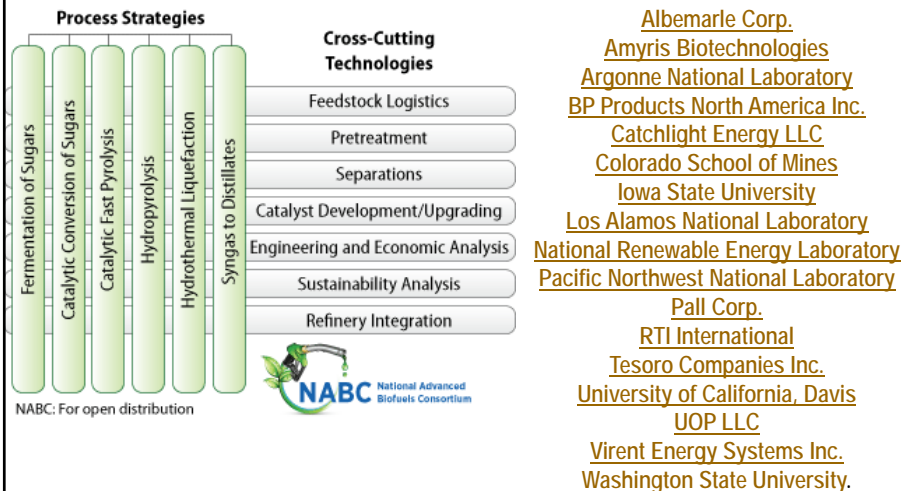 Process Strategies
Fermentation of Sugars
Catalytic Conversion of Sugars
Catalytic Fast Pyrolysis
Hydropyrolysis
Hydrothermal Liquefaction
Syngas to Distillates
Cross-Cutting
Technologies
Feedstock Logistics
Pretreatment
Separations
Catalyst Development/Upgrading
Engineering and Economic Analysis
Sustainability Analysis
Refinery Integration
NABC National Advanced
Biofuels Consortium
NABC: For open distribution
Albemarle Corp.
Amyris Biotechnologies
Argonne National Laboratory
BP Products North America Inc.
Catchlight Energy LLC
Colorado School of Mines
Iowa State University
Los Alamos National Laboratory
National Renewable Energy Laboratory
Pacific Northwest National Laboratory
Pall Corp.
RTI International
Tesoro Companies Inc.
University of California, Davis
UOP LLC
Virent Energy Systems Inc.
Washington State University.